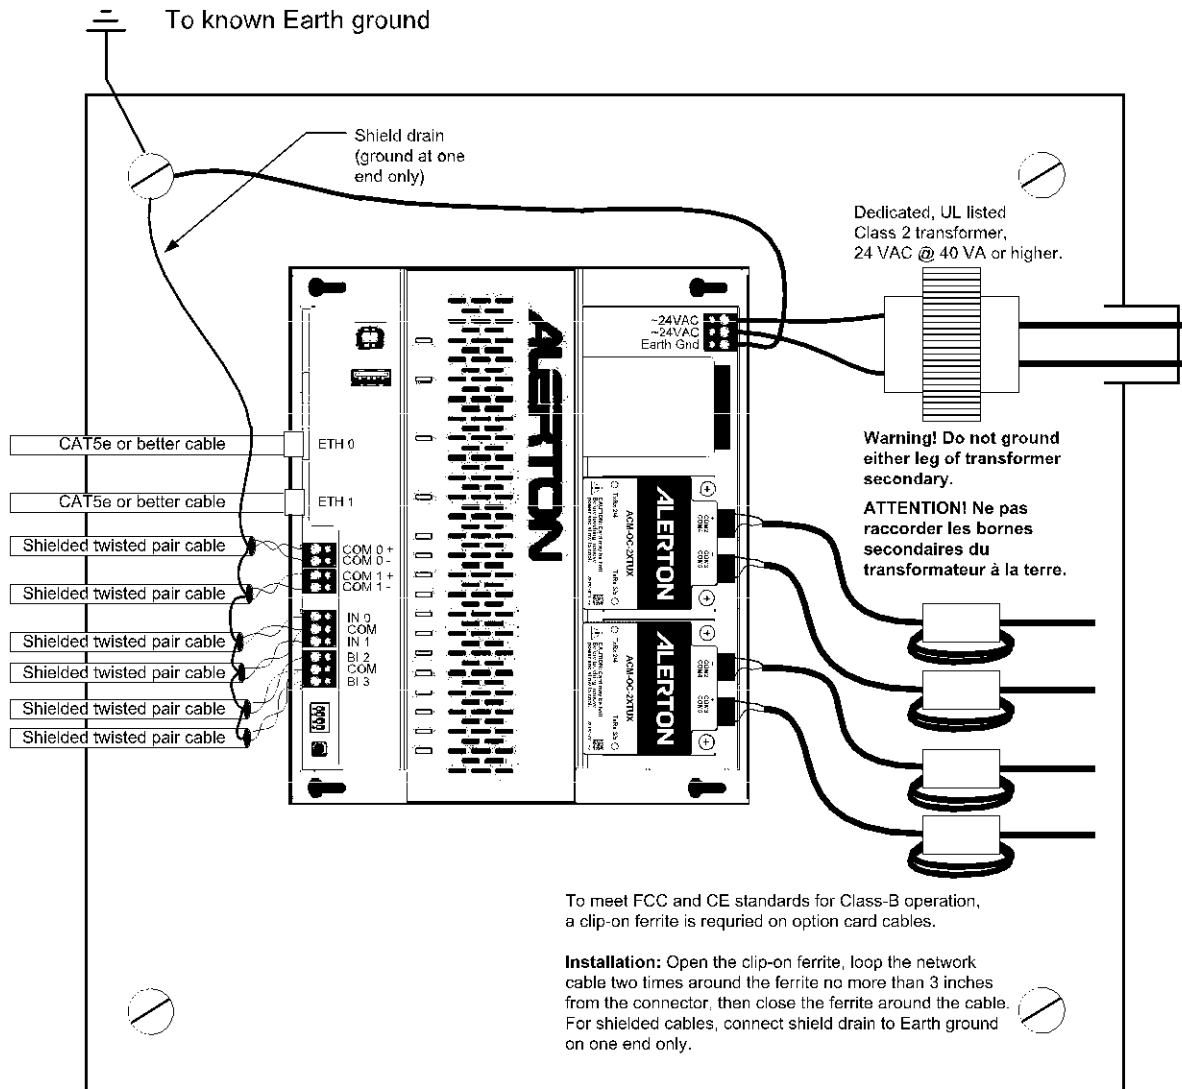 To known Earth ground
Shield drain
(ground at one
end only)
Dedicated, UL listed
Class 2 transformer,
24 VAC @ 40 VA or higher.
~24VAC
~24VAC
Earth Gnd
ALERTON
Warning! Do not ground
either leg of transformer
secondary.
ATTENTION! Ne pas
raccorder les bornes
secondaires du
transformateur à la terre.
CAT5e or better cable
ETH 0
CAT5e or better cable
ETH 1
Shielded twisted pair cable
COM 0 +
COM 0 -
Shielded twisted pair cable
COM 1 +
COM 1 -
IN 0
Shielded twisted pair cable
COM
IN 1
BI 2
Shielded twisted pair cable
COM
BI 3
Shielded twisted pair cable
Shielded twisted pair cable
ALERTON
ACM-OC-2XTUX
ALERTON
ACM-OC-2XTUX
To meet FCC and CE standards for Class-B operation,
a clip-on ferrite is requried on option card cables.
Installation: Open the clip-on ferrite, loop the network
cable two times around the ferrite no more than 3 inches
from the connector, then close the ferrite around the cable.
For shielded cables, connect shield drain to Earth ground
on one end only.